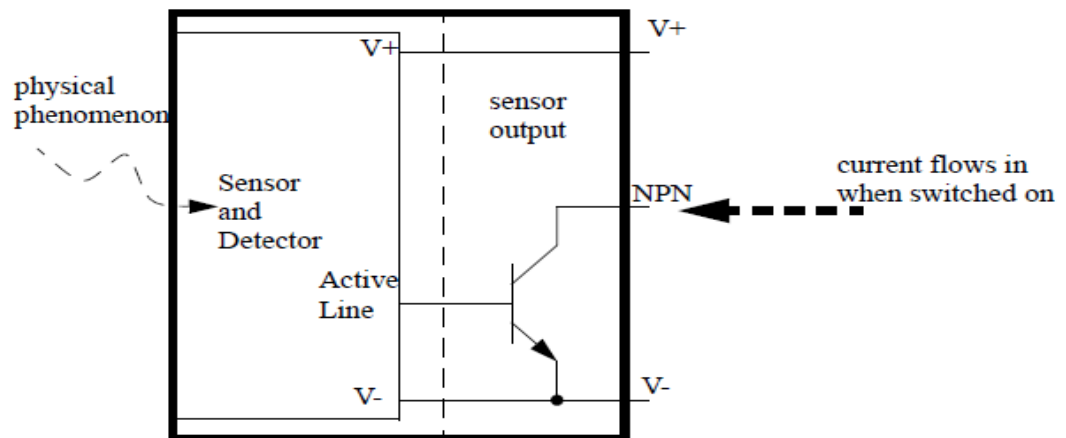 V+
V+
physical
phenomenon
sensor
output
current flows in
when switched on
Sensor
and
Detector
NPN
Active
Line
V-
V-